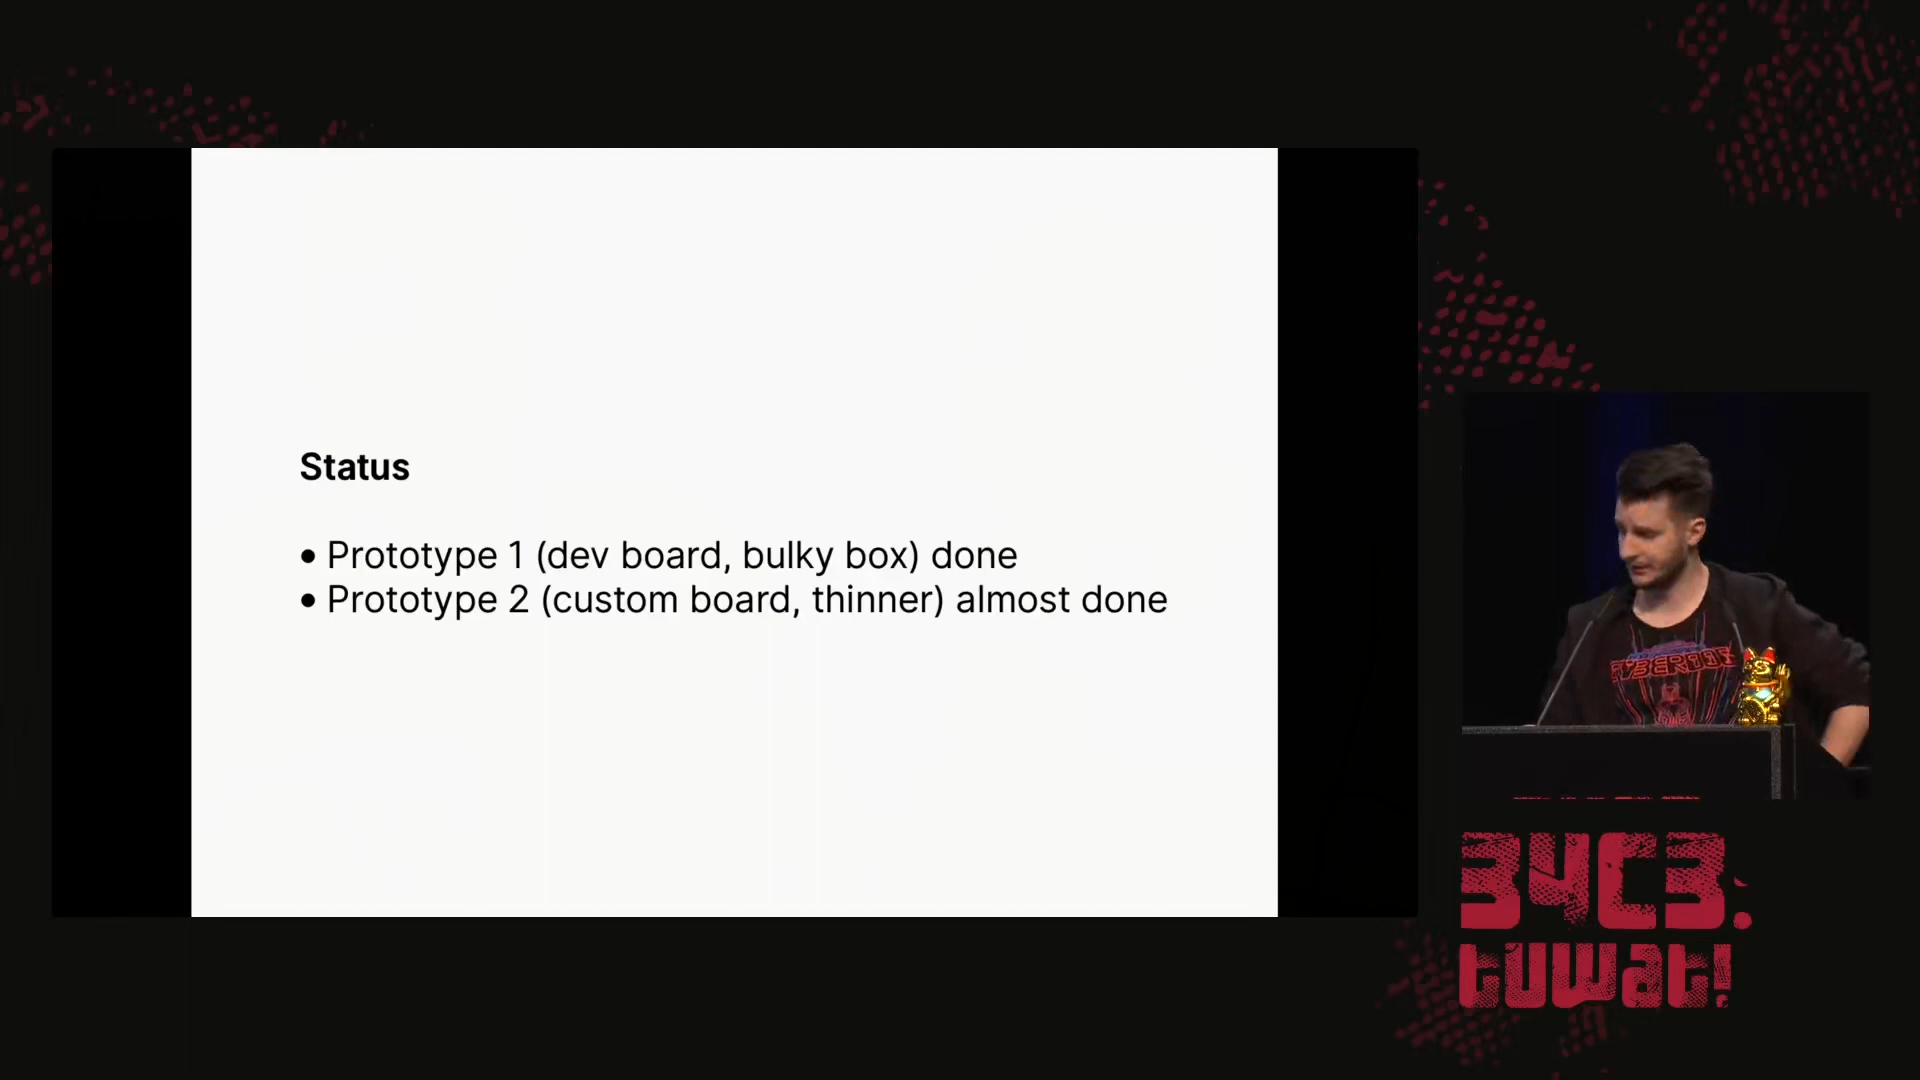 Status
• Prototype 1 (dev board, bulky box) done
• Prototype 2 (custom board, thinner) almost done
34C3.
tuwat!